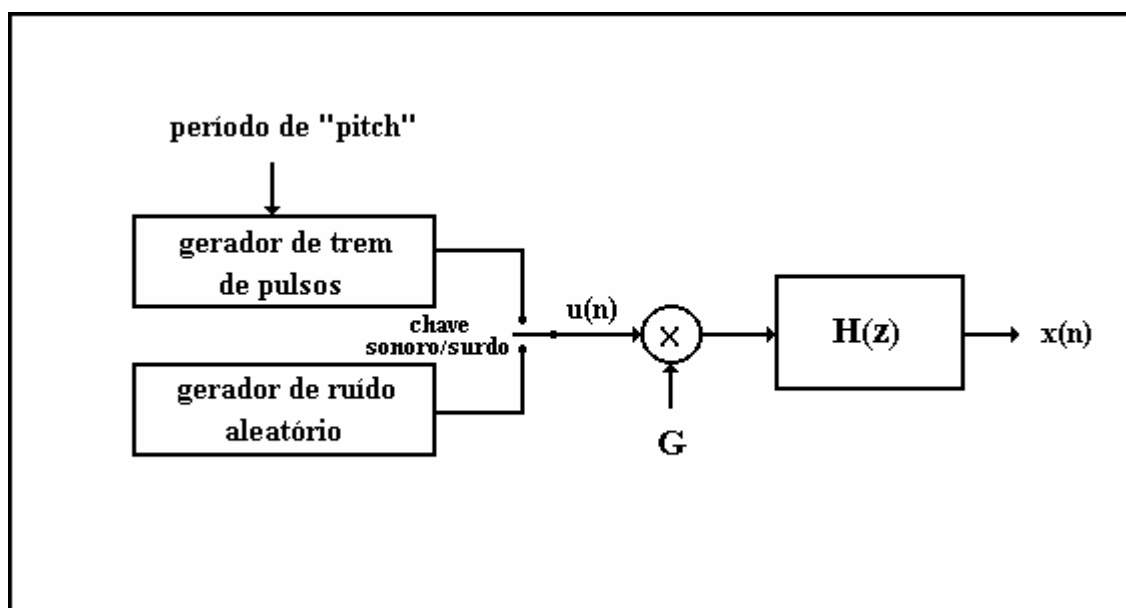 período de "pitch"
gerador de trem
de pulsos
chave
sonoro/surdo
u(n)
×
H(z)
x(n)
gerador de ruído
aleatório
G